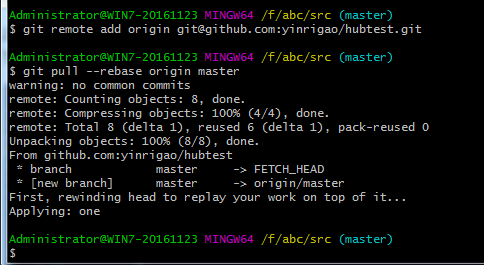 Administrator@WIN7-20161123 MINGW64 /f/abc/src (master)
$ git remote add origin git@github.com:yinrigao/hubtest.git
Administrator@WIN7-20161123 MINGW64 /f/abc/src (master)
$ git pull --rebase origin master
warning: no common commits
remote: Counting objects: 8, done.
remote: Compressing objects: 100% (4/4), done.
remote: Total 8 (delta 1), reused 6 (delta 1), pack-reused 0
Unpacking objects: 100% (8/8), done.
From github.com:yinrigao/hubtest
 * branch            master     -> FETCH_HEAD
 * [new branch]      master     -> origin/master
First, rewinding head to replay your work on top of it...
Applying: one
Administrator@WIN7-20161123 MINGW64 /f/abc/src (master)
$